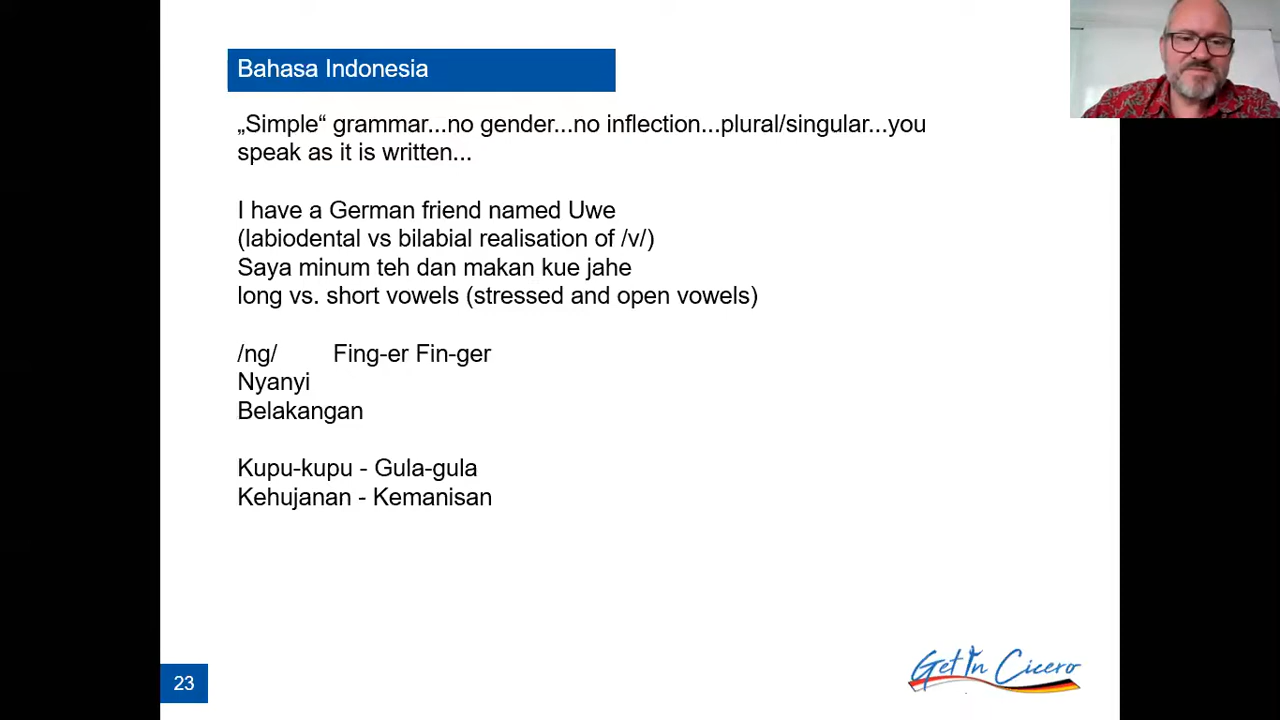 Bahasa Indonesia
„Simple“ grammar...no gender...no inflection...plural/singular...you
speak as it is written...
I have a German friend named Uwe
(labiodental vs bilabial realisation of /v/)
Saya minum teh dan makan kue jahe
long vs. short vowels (stressed and open vowels)
/ng/ Fing-er Fin-ger
Nyanyi
Belakangan
Kupu-kupu - Gula-gula
Kehujanan - Kemanisan
23
Get In Cicero